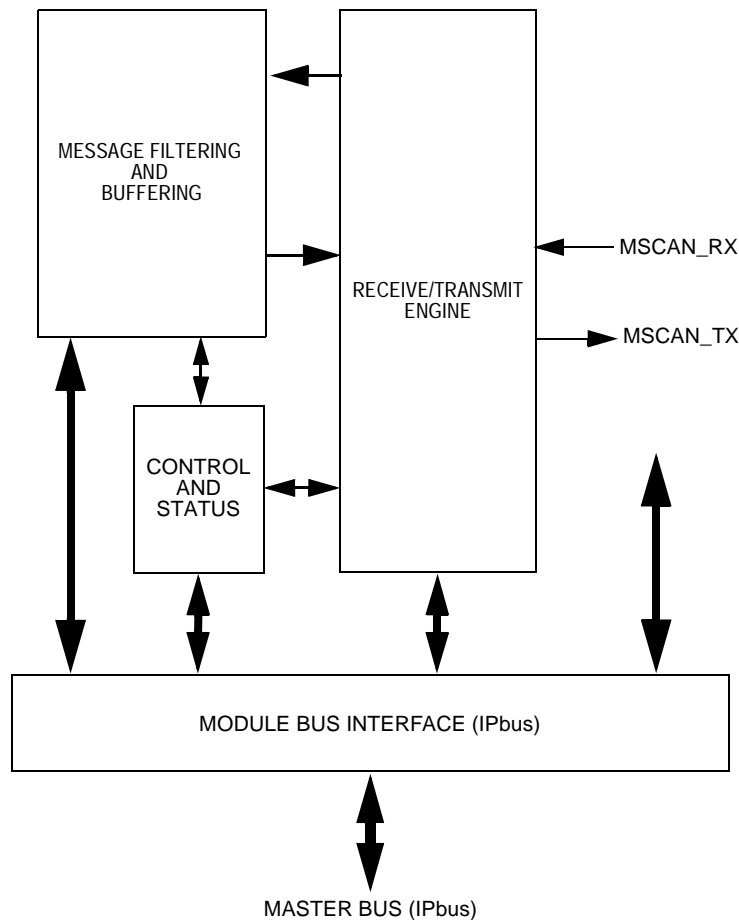 MESSAGE FILTERING
AND
BUFFERING
RECEIVE/TRANSMIT
ENGINE
MSCAN_RX
MSCAN_TX
CONTROL
AND
STATUS
MODULE BUS INTERFACE (IPbus)
MASTER BUS (IPbus)